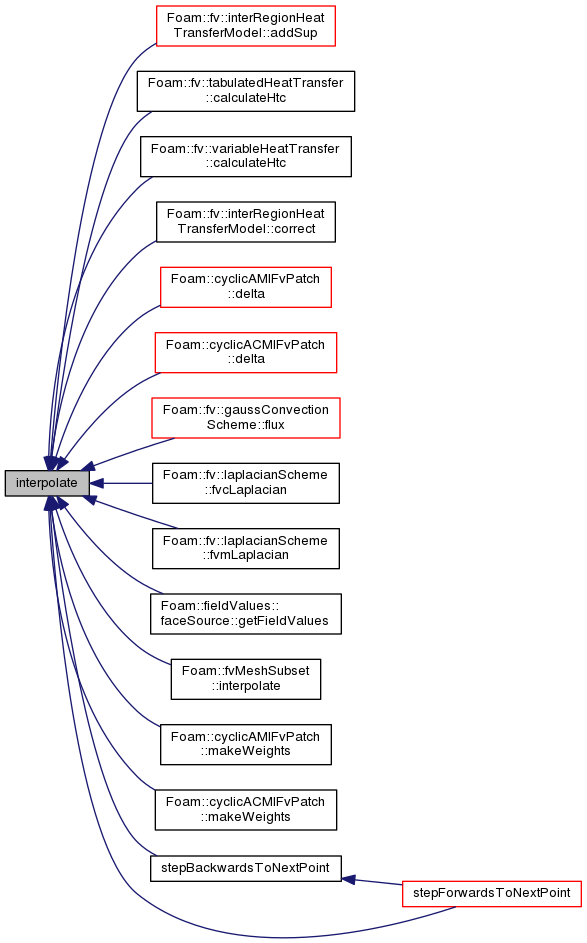 Foam::fv::interRegionHeat
TransferModel::addSup
Foam::fv::tabulatedHeatTransfer
::calculateHtc
Foam::fv::variableHeatTransfer
::calculateHtc
Foam::fv::interRegionHeat
TransferModel::correct
Foam::cyclicAMIFvPatch
::delta
Foam::cyclicACMIFvPatch
::delta
Foam::fv::gaussConvection
Scheme::flux
interpolate
Foam::fv::laplacianScheme
::fvcLaplacian
Foam::fv::laplacianScheme
::fvmLaplacian
Foam::fieldValues::
faceSource::getFieldValues
Foam::fvMeshSubset
::interpolate
Foam::cyclicAMIFvPatch
::makeWeights
Foam::cyclicACMIFvPatch
::makeWeights
stepBackwardsToNextPoint
stepForwardsToNextPoint